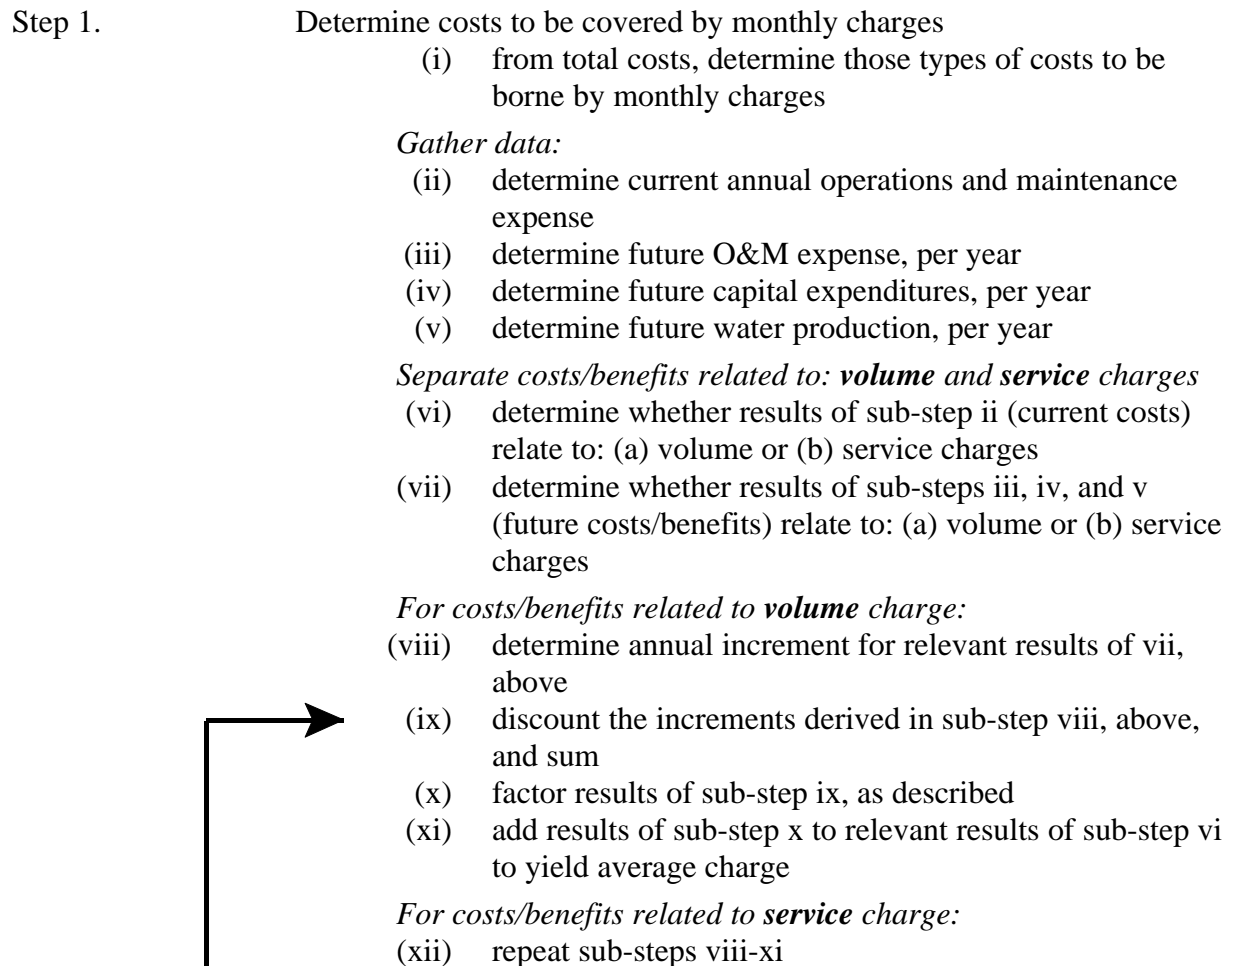 Step 1. Determine costs to be covered by monthly charges
(i) from total costs, determine those types of costs to be
borne by monthly charges
Gather data:
(ii) determine current annual operations and maintenance
expense
(iii) determine future O&M expense, per year
(iv) determine future capital expenditures, per year
(v) determine future water production, per year
Separate costs/benefits related to: volume and service charges
(vi) determine whether results of sub-step ii (current costs)
relate to: (a) volume or (b) service charges
(vii) determine whether results of sub-steps iii, iv, and v
(future costs/benefits) relate to: (a) volume or (b) service
charges
For costs/benefits related to volume charge:
(viii) determine annual increment for relevant results of vii,
above
(ix) discount the increments derived in sub-step viii, above,
and sum
(x) factor results of sub-step ix, as described
(xi) add results of sub-step x to relevant results of sub-step vi
to yield average charge
For costs/benefits related to service charge:
(xii) repeat sub-steps viii-xi